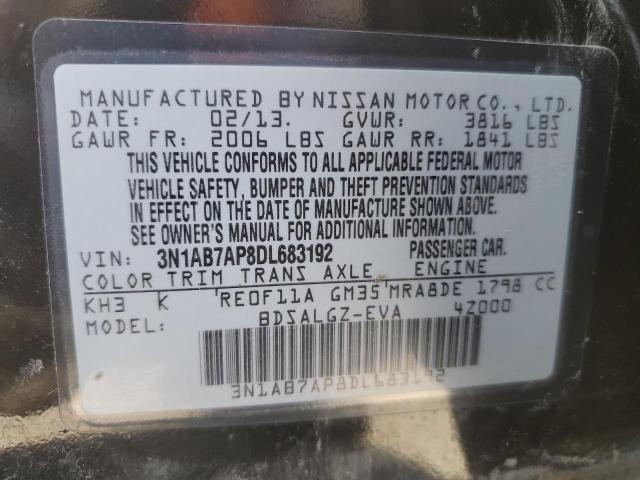 MANUFACTURED BY NISSAN MOTOR CO., LTD.
DATE: 02/13. GVWR: 3816 LBS
GAWR FR: 2006 LBS GAWR RR: 1841 LBS
THIS VEHICLE CONFORMS TO ALL APPLICABLE FEDERAL MOTOR
VEHICLE SAFETY, BUMPER AND THEFT PREVENTION STANDARDS
IN EFFECT ON THE DATE OF MANUFACTURE SHOWN ABOVE.
SEE OWNER'S MANUAL FOR ADDITIONAL INFORMATION.
VIN: 3N1AB7AP8DL683192 PASSENGER CAR.
COLOR TRIM TRANS AXLE ENGINE
KH3 K RE0F11A GM35 MRA8DE 1798 CC
MODEL: BDSALGZ-EVA 4Z000
3N1AB7AP8DL683192